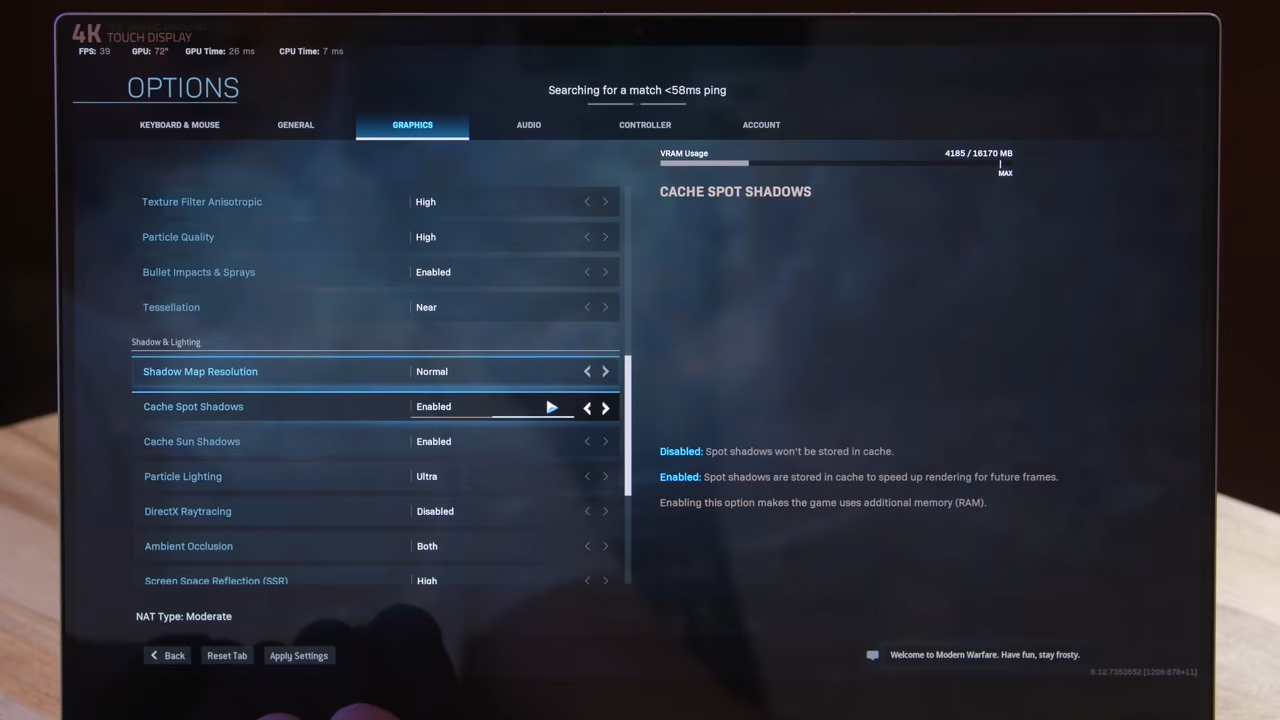 4K TOUCH DISPLAY
FPS: 39 GPU: 72° GPU Time: 26 ms CPU Time: 7 ms
OPTIONS
Searching for a match <58ms ping
KEYBOARD & MOUSE GENERAL GRAPHICS AUDIO CONTROLLER ACCOUNT
VRAM Usage 4185 / 16170 MB
MAX
CACHE SPOT SHADOWS
Texture Filter Anisotropic High
Particle Quality High
Bullet Impacts & Sprays Enabled
Tessellation Near
Shadow & Lighting
Shadow Map Resolution Normal
Cache Spot Shadows Enabled
Cache Sun Shadows Enabled
Particle Lighting Ultra
DirectX Raytracing Disabled
Ambient Occlusion Both
Screen Space Reflection (SSR) High
Disabled: Spot shadows won't be stored in cache.
Enabled: Spot shadows are stored in cache to speed up rendering for future frames.
Enabling this option makes the game uses additional memory (RAM).
NAT Type: Moderate
Back Reset Tab Apply Settings
Welcome to Modern Warfare. Have fun, stay frosty.